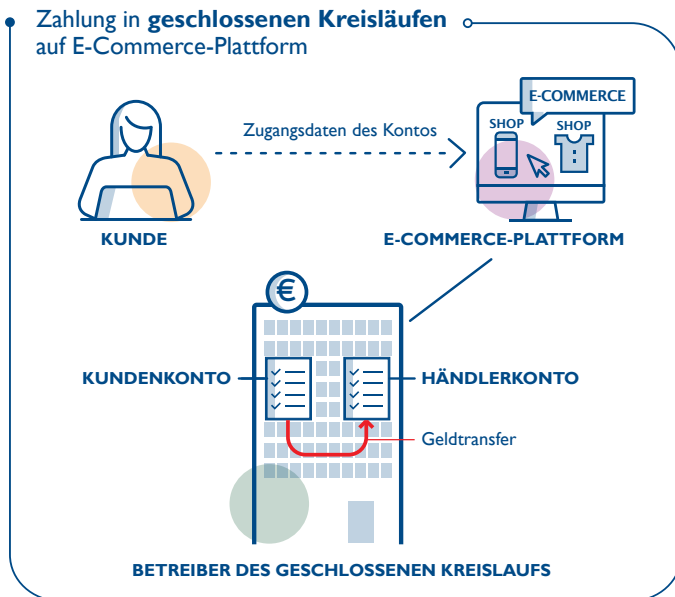 Zahlung in geschlossenen Kreisläufen
auf E-Commerce-Plattform
E-COMMERCE
SHOP
SHOP
Zugangsdaten des Kontos
KUNDE
E-COMMERCE-PLATTFORM
€
KUNDENKONTO
HÄNDLERKONTO
Geldtransfer
BETREIBER DES GESCHLOSSENEN KREISLAUFS